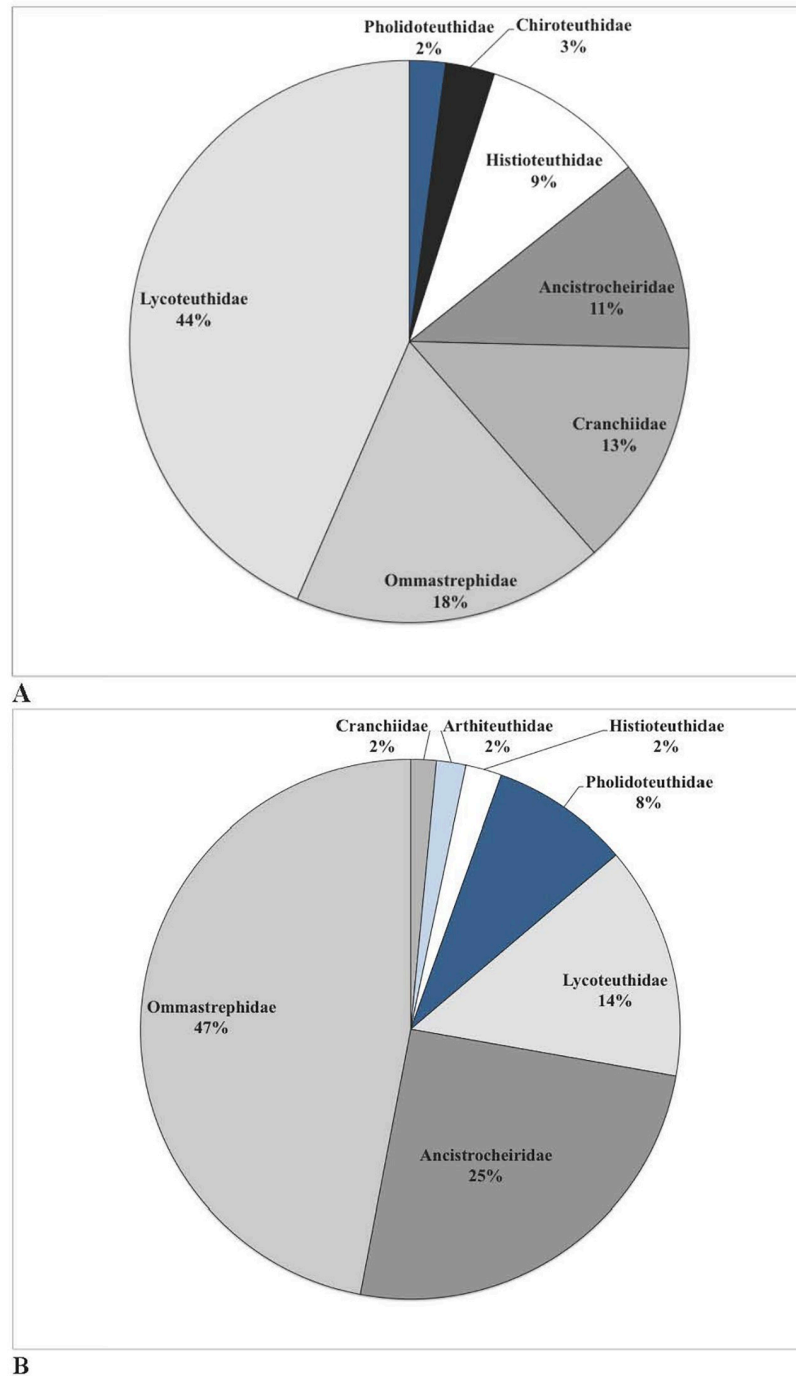 Pholidoteuthidae
2%
Chiroteuthidae
3%
Histioteuthidae
9%
Ancistrocheiridae
11%
Lycoteuthidae
44%
Cranchiidae
13%
Ommastrephidae
18%
A
Cranchiidae
2%
Arthiteuthidae
2%
Histioteuthidae
2%
Pholidoteuthidae
8%
Lycoteuthidae
14%
Ommastrephidae
47%
Ancistrocheiridae
25%
B